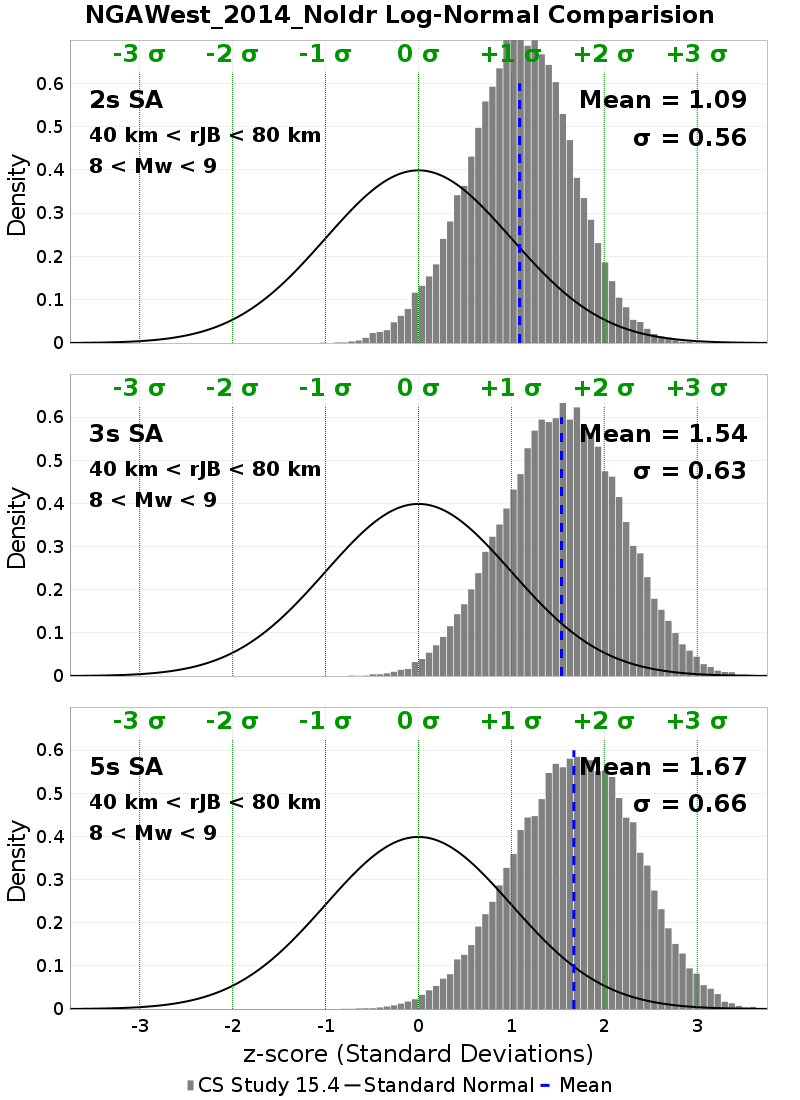 NGAWest_2014_NoIdr Log-Normal Comparision
-3 σ -2 σ -1 σ 0 σ +1 σ +2 σ +3 σ
2s SA
Mean = 1.09
40 km < rJB < 80 km
σ = 0.56
8 < Mw < 9
Density
0.6
0.5
0.4
0.3
0.2
0.1
0
-3 σ -2 σ -1 σ 0 σ +1 σ +2 σ +3 σ
3s SA
Mean = 1.54
40 km < rJB < 80 km
σ = 0.63
8 < Mw < 9
Density
0.6
0.5
0.4
0.3
0.2
0.1
0
-3 σ -2 σ -1 σ 0 σ +1 σ +2 σ +3 σ
5s SA
Mean = 1.67
40 km < rJB < 80 km
σ = 0.66
8 < Mw < 9
Density
0.6
0.5
0.4
0.3
0.2
0.1
0
-3 -2 -1 0 1 2 3
z-score (Standard Deviations)
CS Study 15.4 Standard Normal Mean